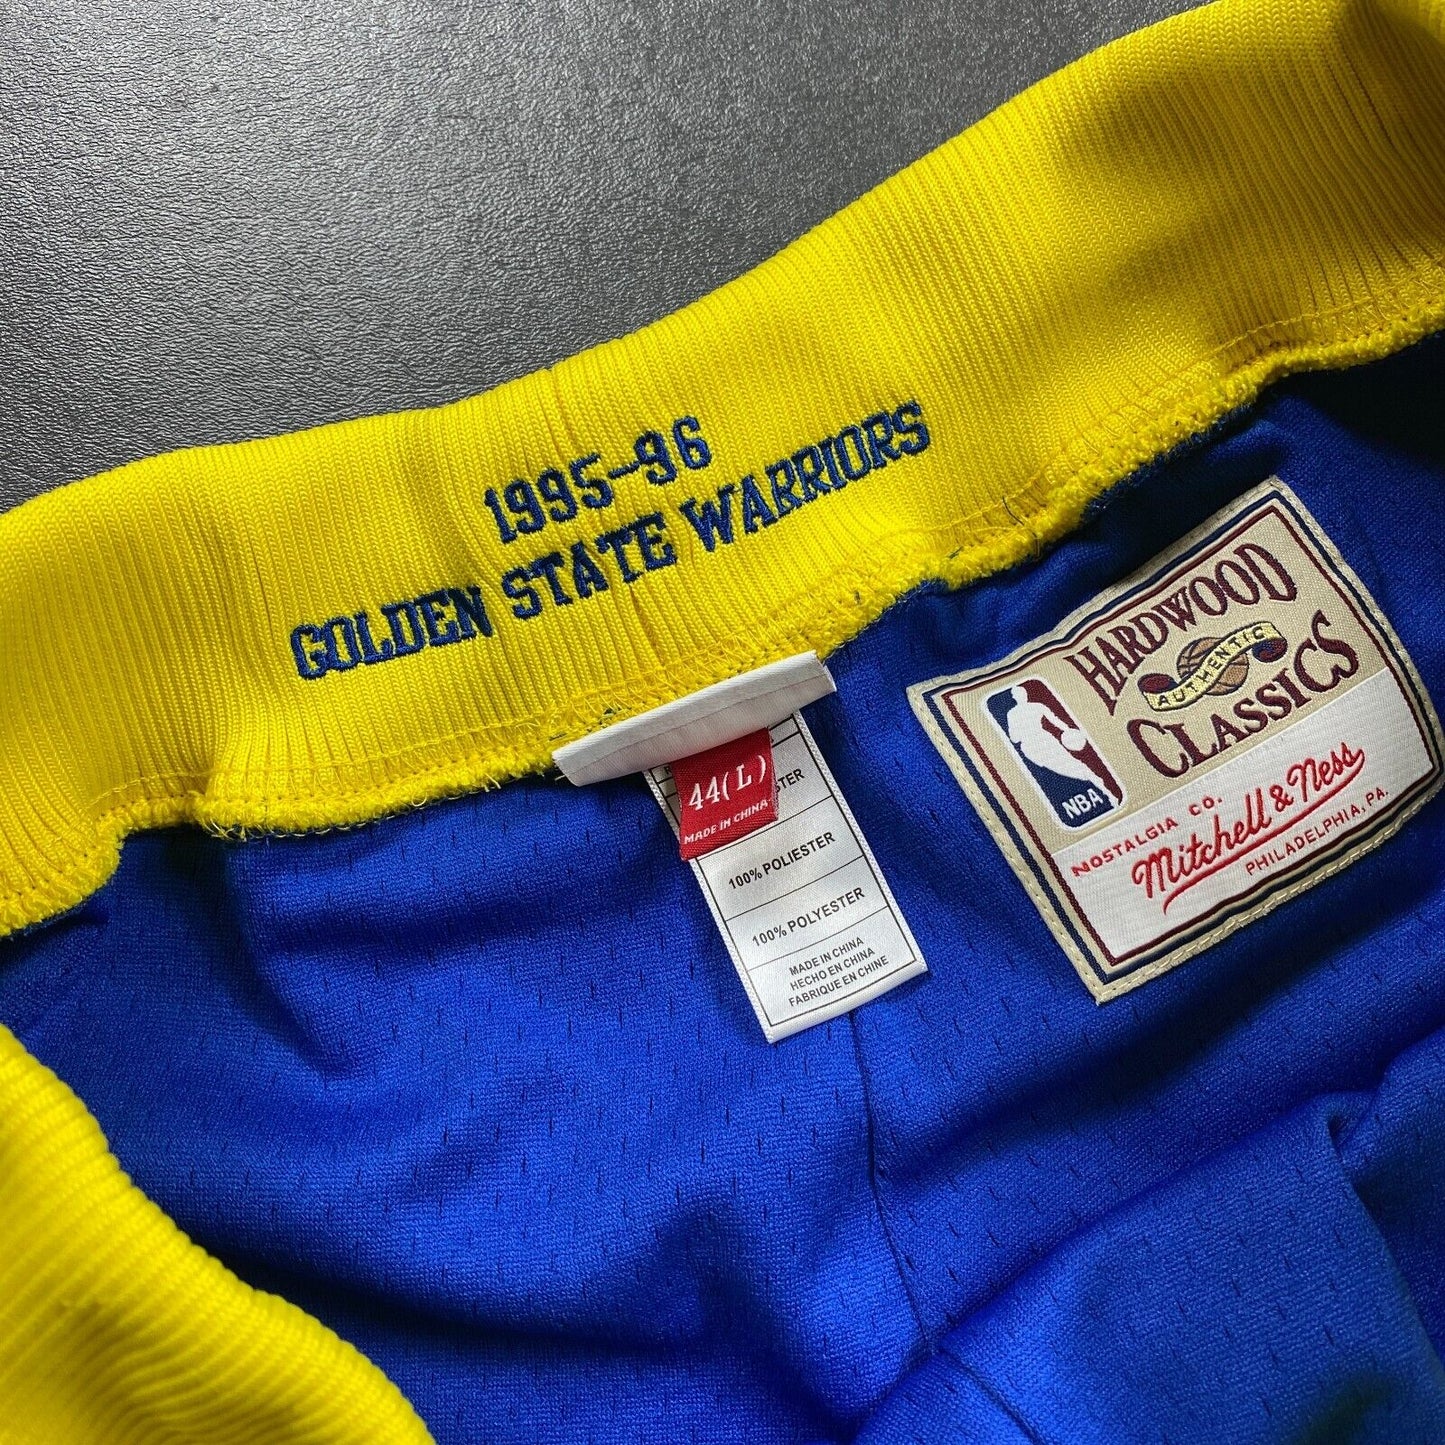 1995-96
GOLDEN STATE WARRIORS
44(L)
MADE IN CHINA
STER
100% POLIESTER
100% POLYESTER
MADE IN CHINA
HECHO EN CHINA
FABRIQUE EN CHINE
HARDWOOD
AUTHENTIC
CLASSICS
NBA
NOSTALGIA CO.
Mitchell & Ness
PHILADELPHIA, PA.